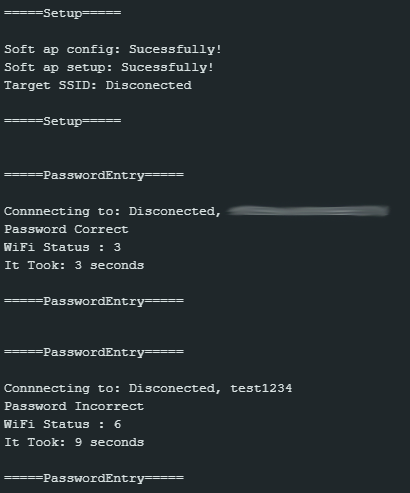 =====Setup=====
Soft ap config: Sucessfully!
Soft ap setup: Sucessfully!
Target SSID: Disconected
=====Setup=====
=====PasswordEntry=====
Connnecting to: Disconected,
Password Correct
WiFi Status : 3
It Took: 3 seconds
=====PasswordEntry=====
=====PasswordEntry=====
Connnecting to: Disconected, test1234
Password Incorrect
WiFi Status : 6
It Took: 9 seconds
=====PasswordEntry=====